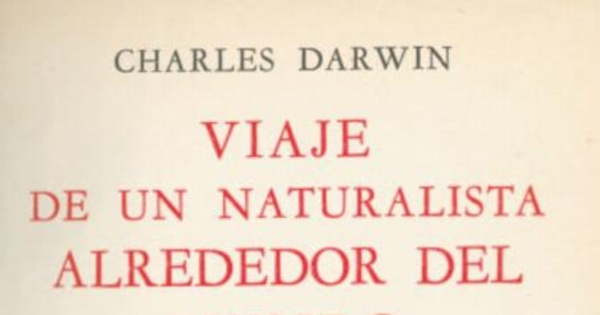 CHARLES DARWIN
VIAJE
DE UN NATURALISTA
ALREDEDOR DEL